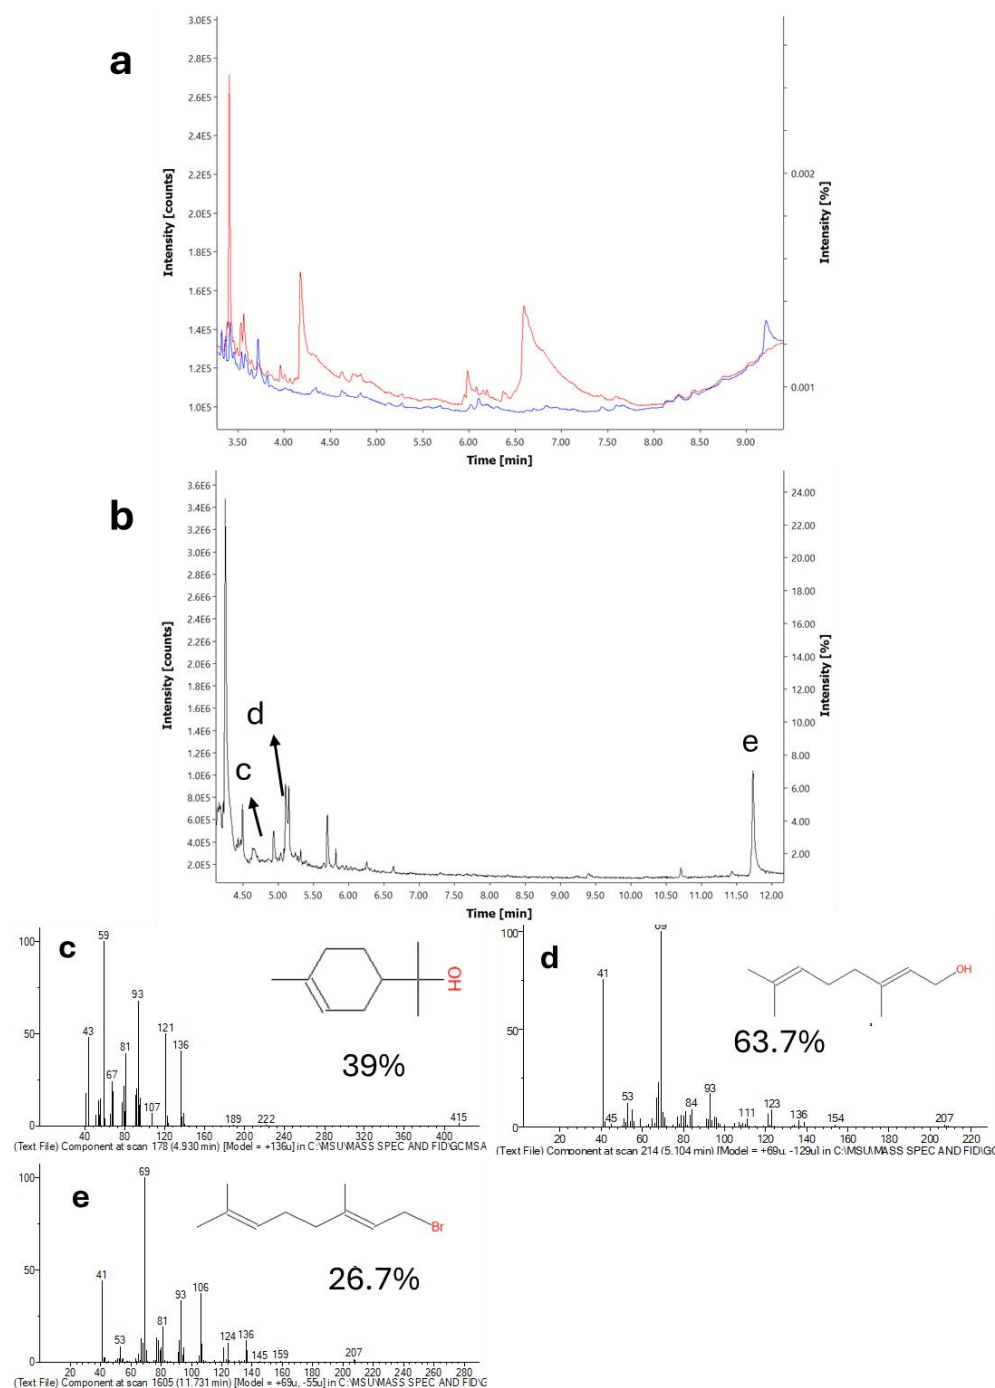 a
3.0E5
2.8E5
2.6E5
2.4E5
2.2E5
2.0E5
1.8E5
1.6E5
1.4E5
1.2E5
1.0E5
Intensity [counts]
0.002
0.001
Intensity [%]
3.50 4.00 4.50 5.00 5.50 6.00 6.50 7.00 7.50 8.00 8.50 9.00
Time [min]
b
3.6E6
3.4E6
3.2E6
3.0E6
2.8E6
2.6E6
2.4E6
2.2E6
2.0E6
1.8E6
1.6E6
1.4E6
1.2E6
1.0E6
8.0E5
6.0E5
4.0E5
2.0E5
Intensity [counts]
24.00
22.00
20.00
18.00
16.00
14.00
12.00
10.00
8.00
6.00
4.00
2.00
Intensity [%]
d
c
e
4.50 5.00 5.50 6.00 6.50 7.00 7.50 8.00 8.50 9.00 9.50 10.00 10.50 11.00 11.50 12.00
Time [min]
c
100
50
0
59
93
43
121
81
136
67
107
189
222
415
OH
39%
40 80 120 160 200 240 280 320 360 400
(Text File) Component at scan 178 (4.930 min) [Model = +136u] in C:\MSU\MASS SPEC AND FID\GCMS A
d
100
50
0
69
41
53
45
84
93
111
123
136
154
207
OH
63.7%
20 40 60 80 100 120 140 160 180 200 220
(Text File) Component at scan 214 (5.104 min) [Model = +69u, -129u] in C:\MSU\MASS SPEC AND FID\GC
e
100
50
0
69
41
106
93
81
53
124
136
145
159
207
Br
26.7%
20 40 60 80 100 120 140 160 180 200 220 240 260 280
(Text File) Component at scan 1605 (11.731 min) [Model = +69u, -55u] in C:\MSU\MASS SPEC AND FID\G